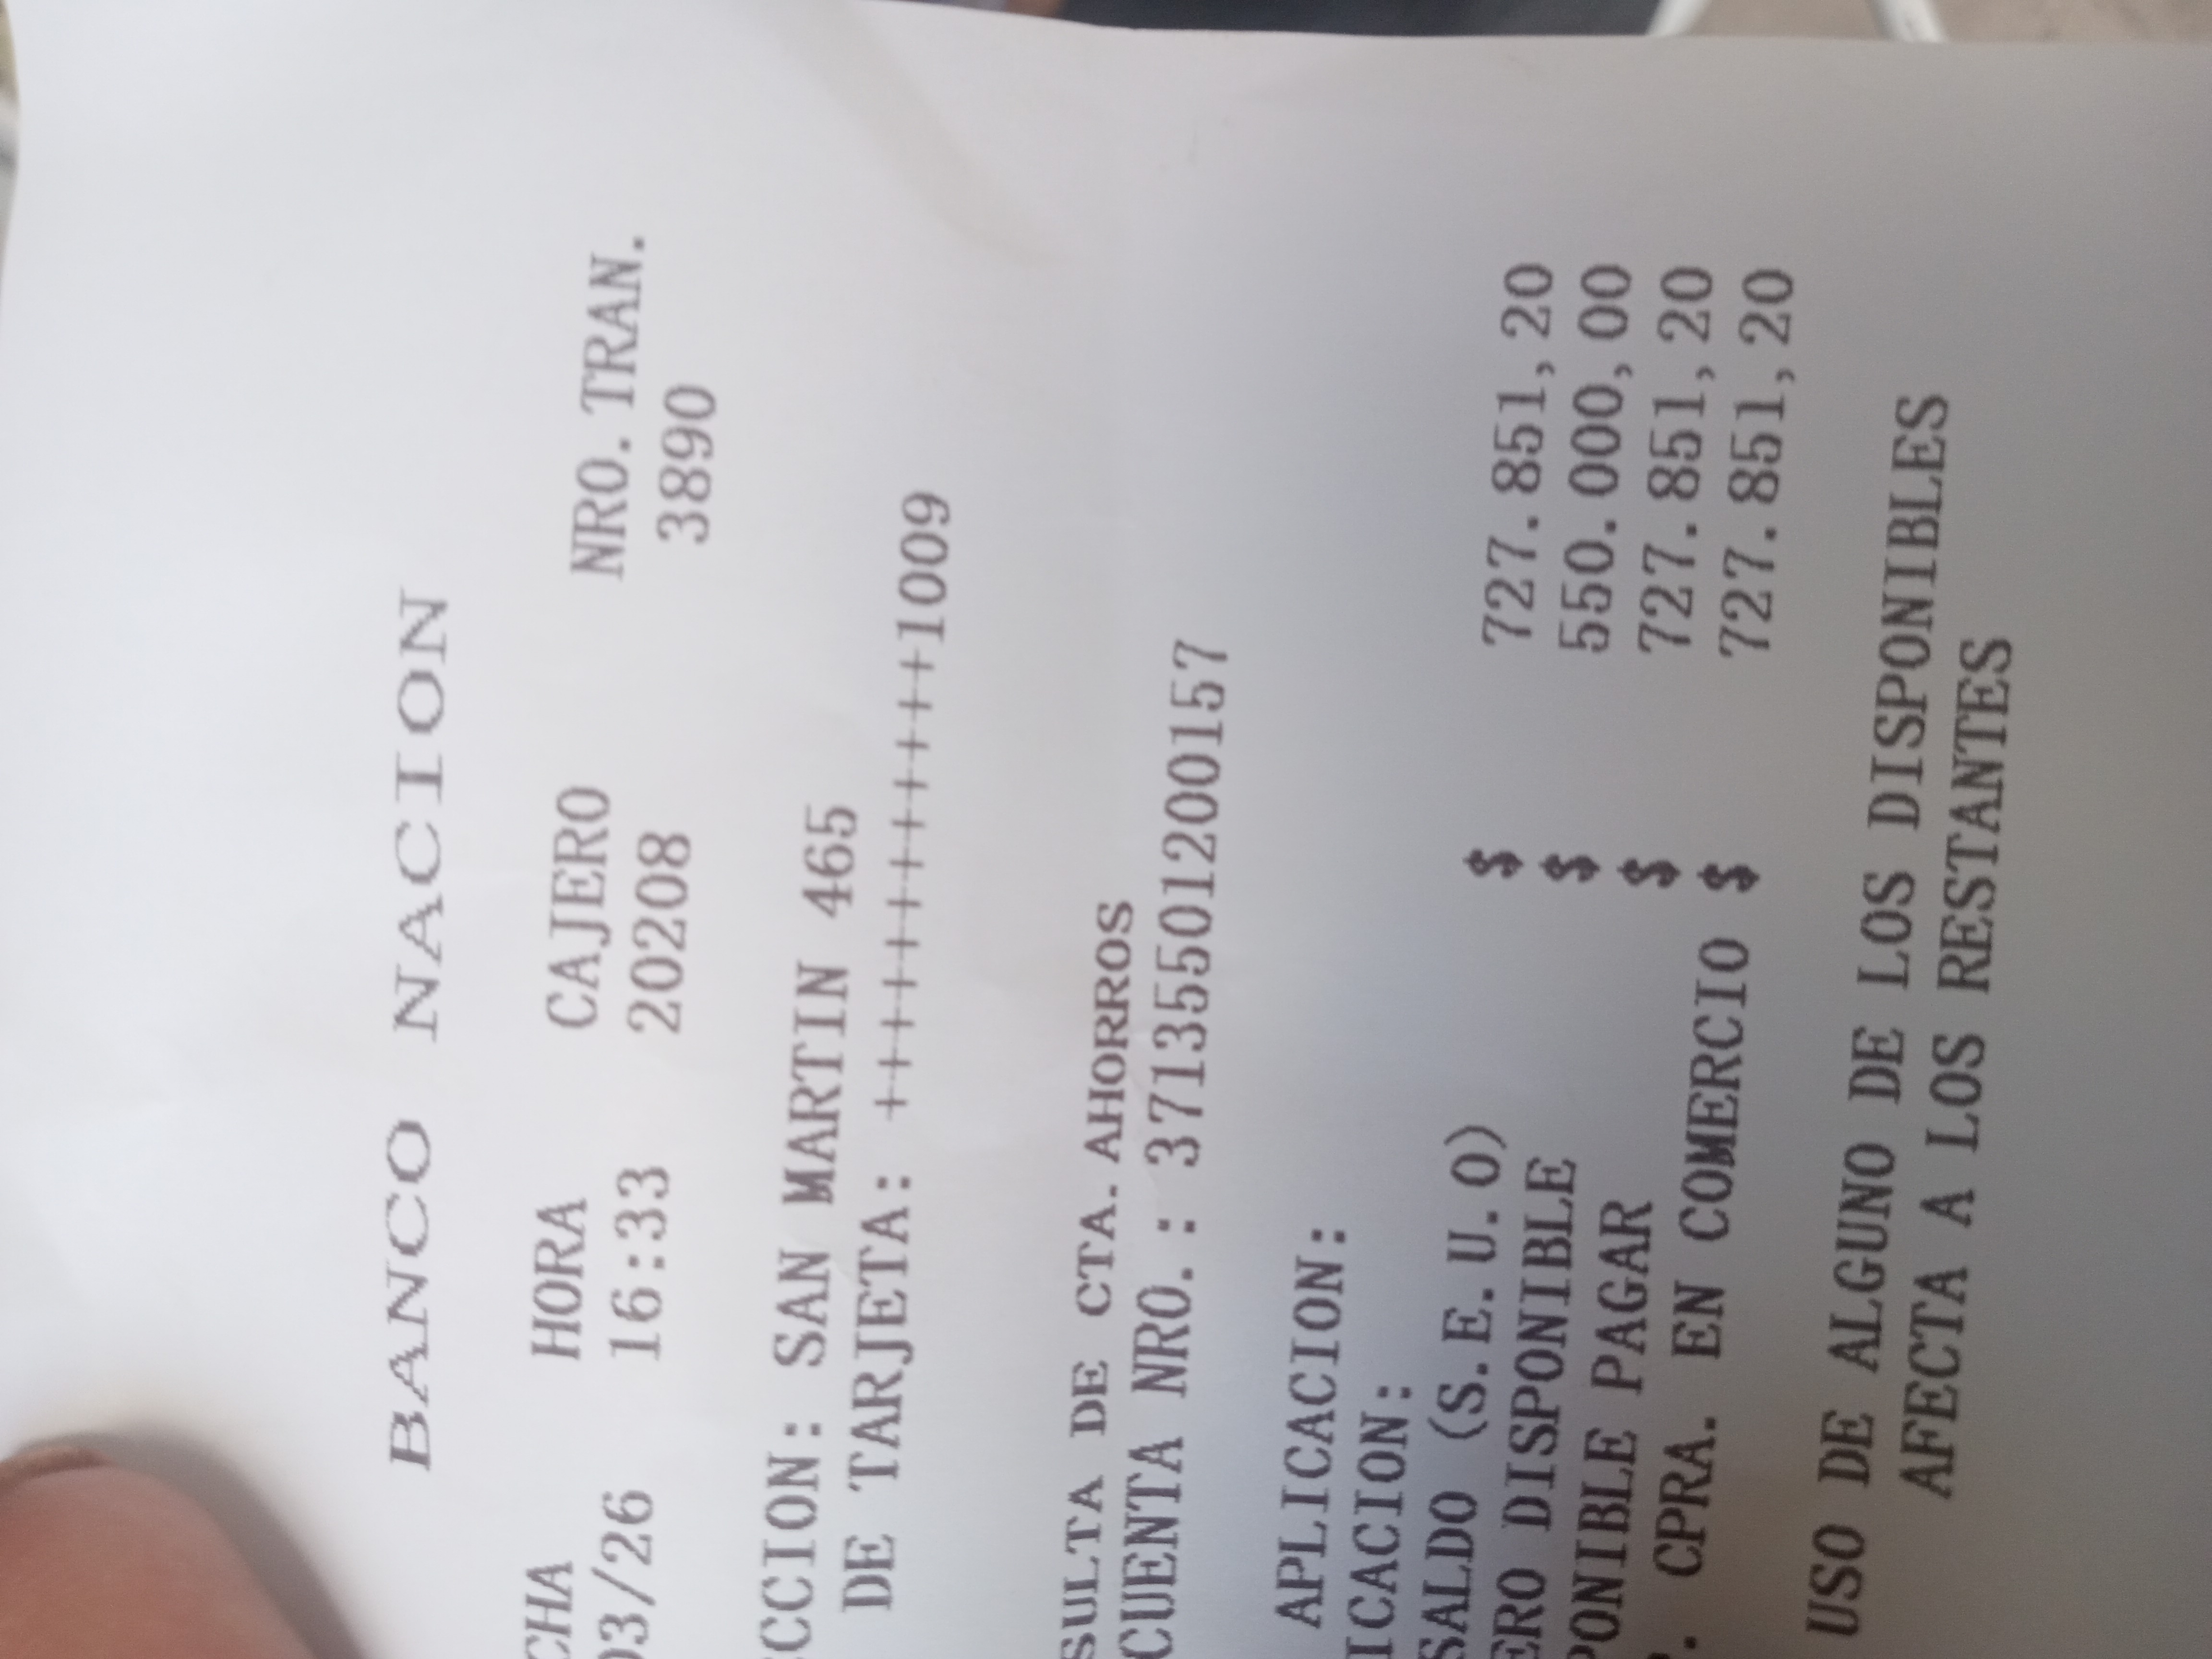 BANCO NACION
CHA HORA CAJERO NRO.TRAN.
03/26 16:33 20208 3890
CCION: SAN MARTIN 465
DE TARJETA: ++++++++++++1009
SULTA DE CTA. AHORROS
CUENTA NRO.: 37135501200157
APLICACION:
ICACION:
SALDO (S.E.U.O) $ 727.851,20
ERO DISPONIBLE $ 550.000,00
PONIBLE PAGAR $ 727.851,20
. CPRA. EN COMERCIO $ 727.851,20
USO DE ALGUNO DE LOS DISPONIBLES
AFECTA A LOS RESTANTES